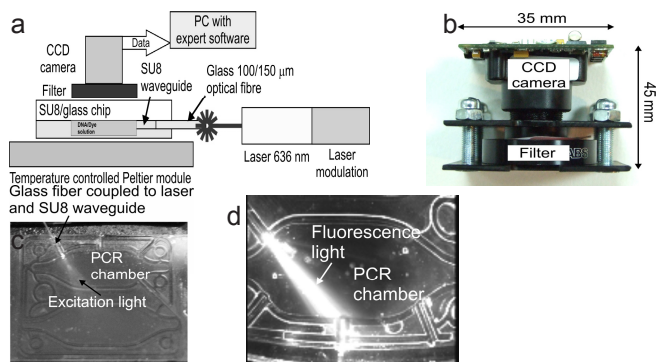 a
CCD
camera
Data
PC with
expert software
SU8
waveguide
Glass 100/150 µm
optical fibre
Filter
SU8/glass chip
DNA/Dye
solution
Laser 636 nm
Laser
modulation
Temperature controlled Peltier module
b
35 mm
CCD
camera
45 mm
Filter
ABS
Glass fiber coupled to laser
and SU8 waveguide
c
PCR
chamber
Excitation light
d
Fluorescence
light
PCR
chamber